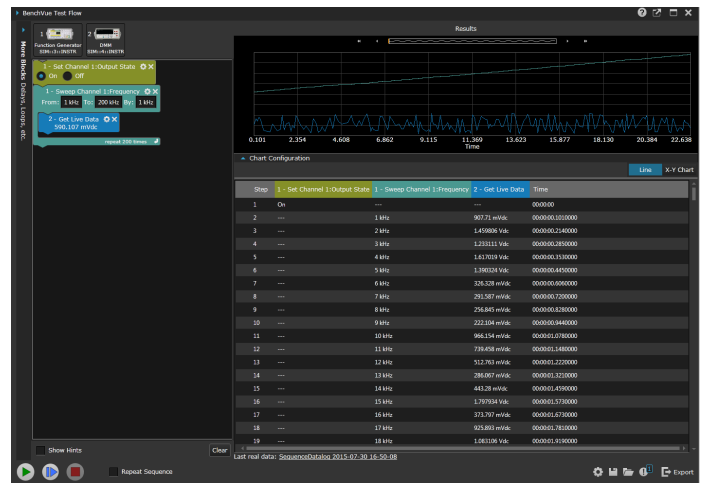 BenchVue Test Flow
More Blocks Delays, Loops, etc.
1
Function Generator
SIM::3::INSTR
2
DMM
SIM::4::INSTR
1 - Set Channel 1:Output State
On Off
1 - Sweep Channel 1:Frequency
From: 1 kHz To: 200 kHz By: 1 kHz
2 - Get Live Data
590.107 mVdc
repeat 200 times
Show Hints
Clear
Repeat Sequence
Results
0.101 2.354 4.608 6.862 9.115 11.369 13.623 15.877 18.130 20.384 22.638
Time
Chart Configuration
Line X-Y Chart
Step 1 - Set Channel 1:Output State 1 - Sweep Channel 1:Frequency 2 - Get Live Data Time
1 On --- --- 00:00:00
2 --- 1 kHz 907.71 mVdc 00:00:00.1010000
3 --- 2 kHz 1.459806 Vdc 00:00:00.2140000
4 --- 3 kHz 1.233111 Vdc 00:00:00.2850000
5 --- 4 kHz 1.617019 Vdc 00:00:00.3530000
6 --- 5 kHz 1.390324 Vdc 00:00:00.4450000
7 --- 6 kHz 326.328 mVdc 00:00:00.6060000
8 --- 7 kHz 291.587 mVdc 00:00:00.7200000
9 --- 8 kHz 256.845 mVdc 00:00:00.8280000
10 --- 9 kHz 222.104 mVdc 00:00:00.9440000
11 --- 10 kHz 966.154 mVdc 00:00:01.0780000
12 --- 11 kHz 739.458 mVdc 00:00:01.1480000
13 --- 12 kHz 512.763 mVdc 00:00:01.2220000
14 --- 13 kHz 286.067 mVdc 00:00:01.3250000
15 --- 14 kHz 443.28 mVdc 00:00:01.4590000
16 --- 15 kHz 1.797934 Vdc 00:00:01.5730000
17 --- 16 kHz 373.797 mVdc 00:00:01.6730000
18 --- 17 kHz 925.893 mVdc 00:00:01.7810000
19 --- 18 kHz 1.083106 Vdc 00:00:01.9190000
Last real data: SequenceDatalog 2015-07-30 16-50-08
Export